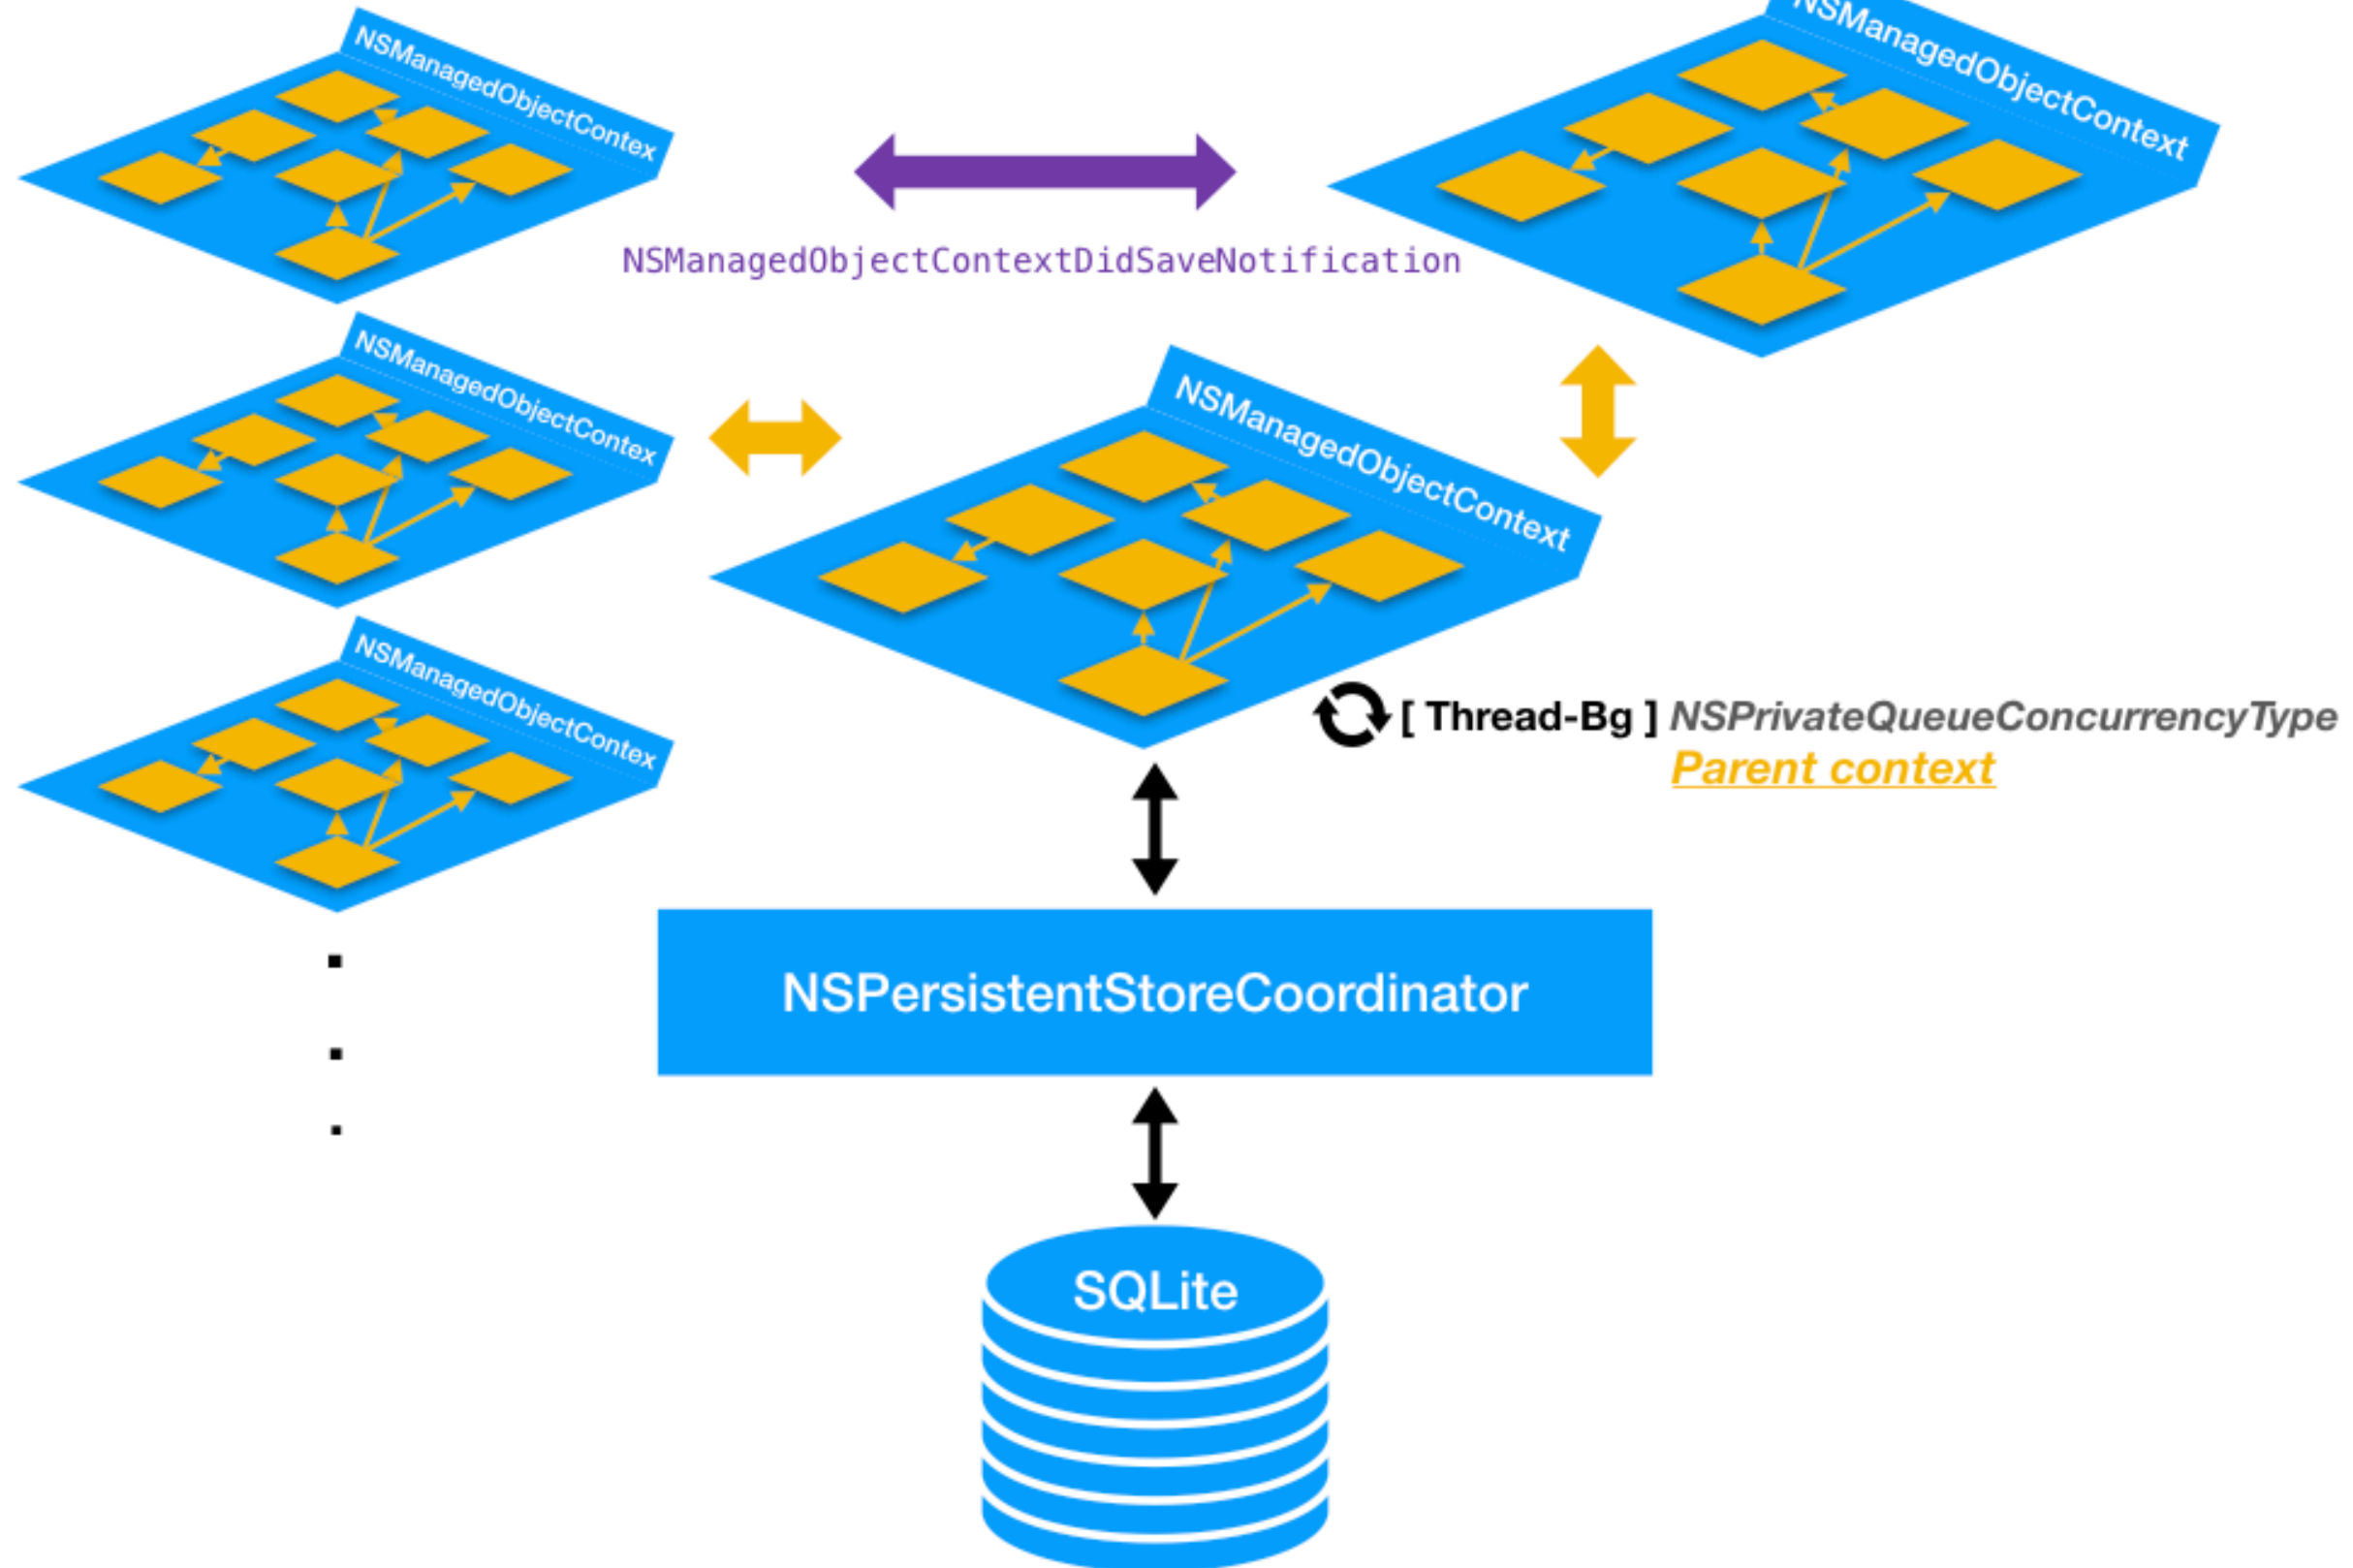 NSManagedObjectContex
NSManagedObjectContext
NSManagedObjectContextDidSaveNotification
NSManagedObjectContex
NSManagedObjectContext
NSManagedObjectContex
[ Thread-Bg ] NSPrivateQueueConcurrencyType
Parent context
NSPersistentStoreCoordinator
SQLite